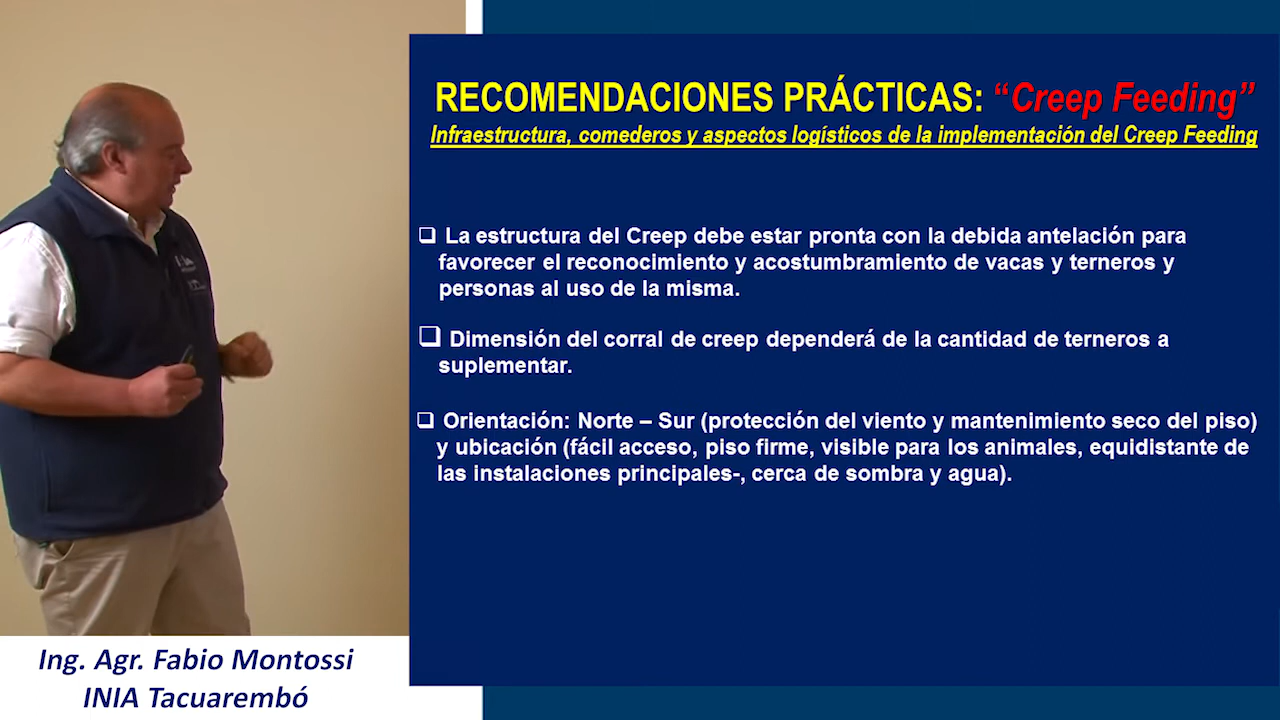 RECOMENDACIONES PRÁCTICAS: “Creep Feeding”
Infraestructura, comederos y aspectos logísticos de la implementación del Creep Feeding
❑ La estructura del Creep debe estar pronta con la debida antelación para
favorecer el reconocimiento y acostumbramiento de vacas y terneros y
personas al uso de la misma.
❑ Dimensión del corral de creep dependerá de la cantidad de terneros a
suplementar.
❑ Orientación: Norte – Sur (protección del viento y mantenimiento seco del piso)
y ubicación (fácil acceso, piso firme, visible para los animales, equidistante de
las instalaciones principales-, cerca de sombra y agua).
Ing. Agr. Fabio Montossi
INIA Tacuarembó